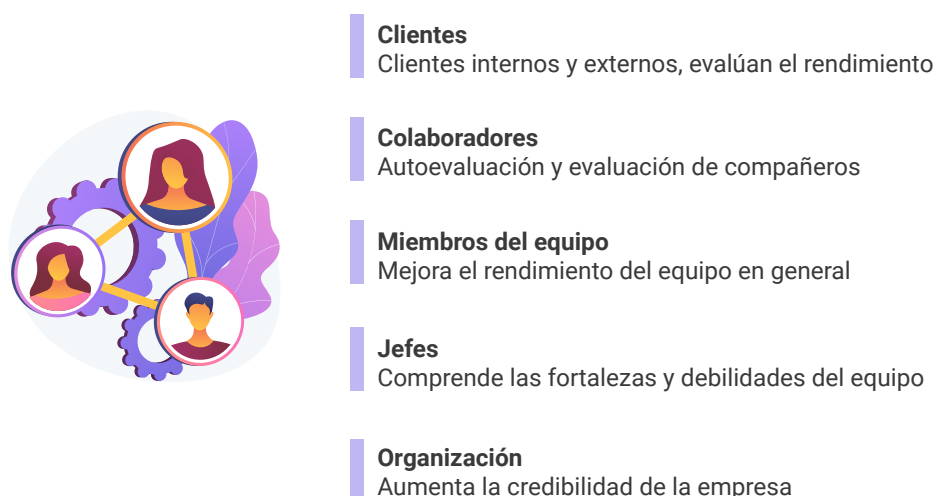 Clientes
Clientes internos y externos, evalúan el rendimiento
Colaboradores
Autoevaluación y evaluación de compañeros
Miembros del equipo
Mejora el rendimiento del equipo en general
Jefes
Comprende las fortalezas y debilidades del equipo
Organización
Aumenta la credibilidad de la empresa